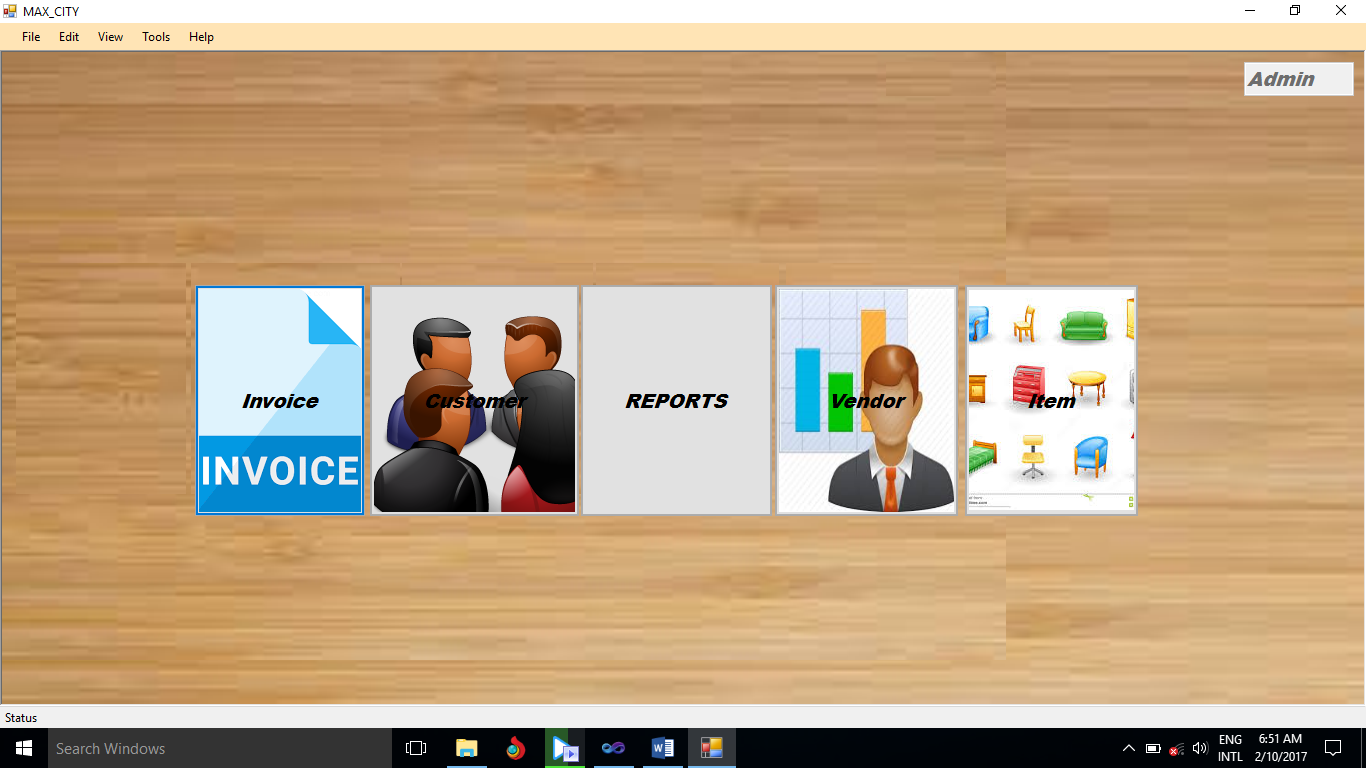 MAX_CITY
File Edit View Tools Help
Admin
Invoice
Customer
REPORTS
Vendor
Item
INVOICE
Status
Search Windows
ENG
INTL
6:51 AM
2/10/2017